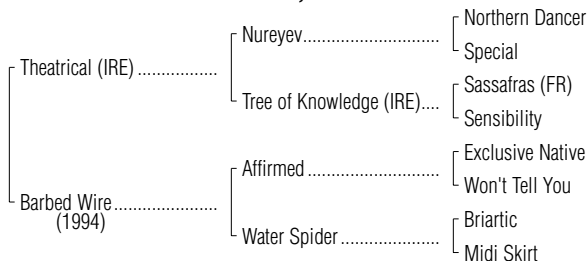 Northern Dancer
Nureyev
Special
Theatrical (IRE)
Sassafras (FR)
Tree of Knowledge (IRE)
Sensibility
Exclusive Native
Affirmed
Won't Tell You
Barbed Wire
(1994)
Briartic
Water Spider
Midi Skirt